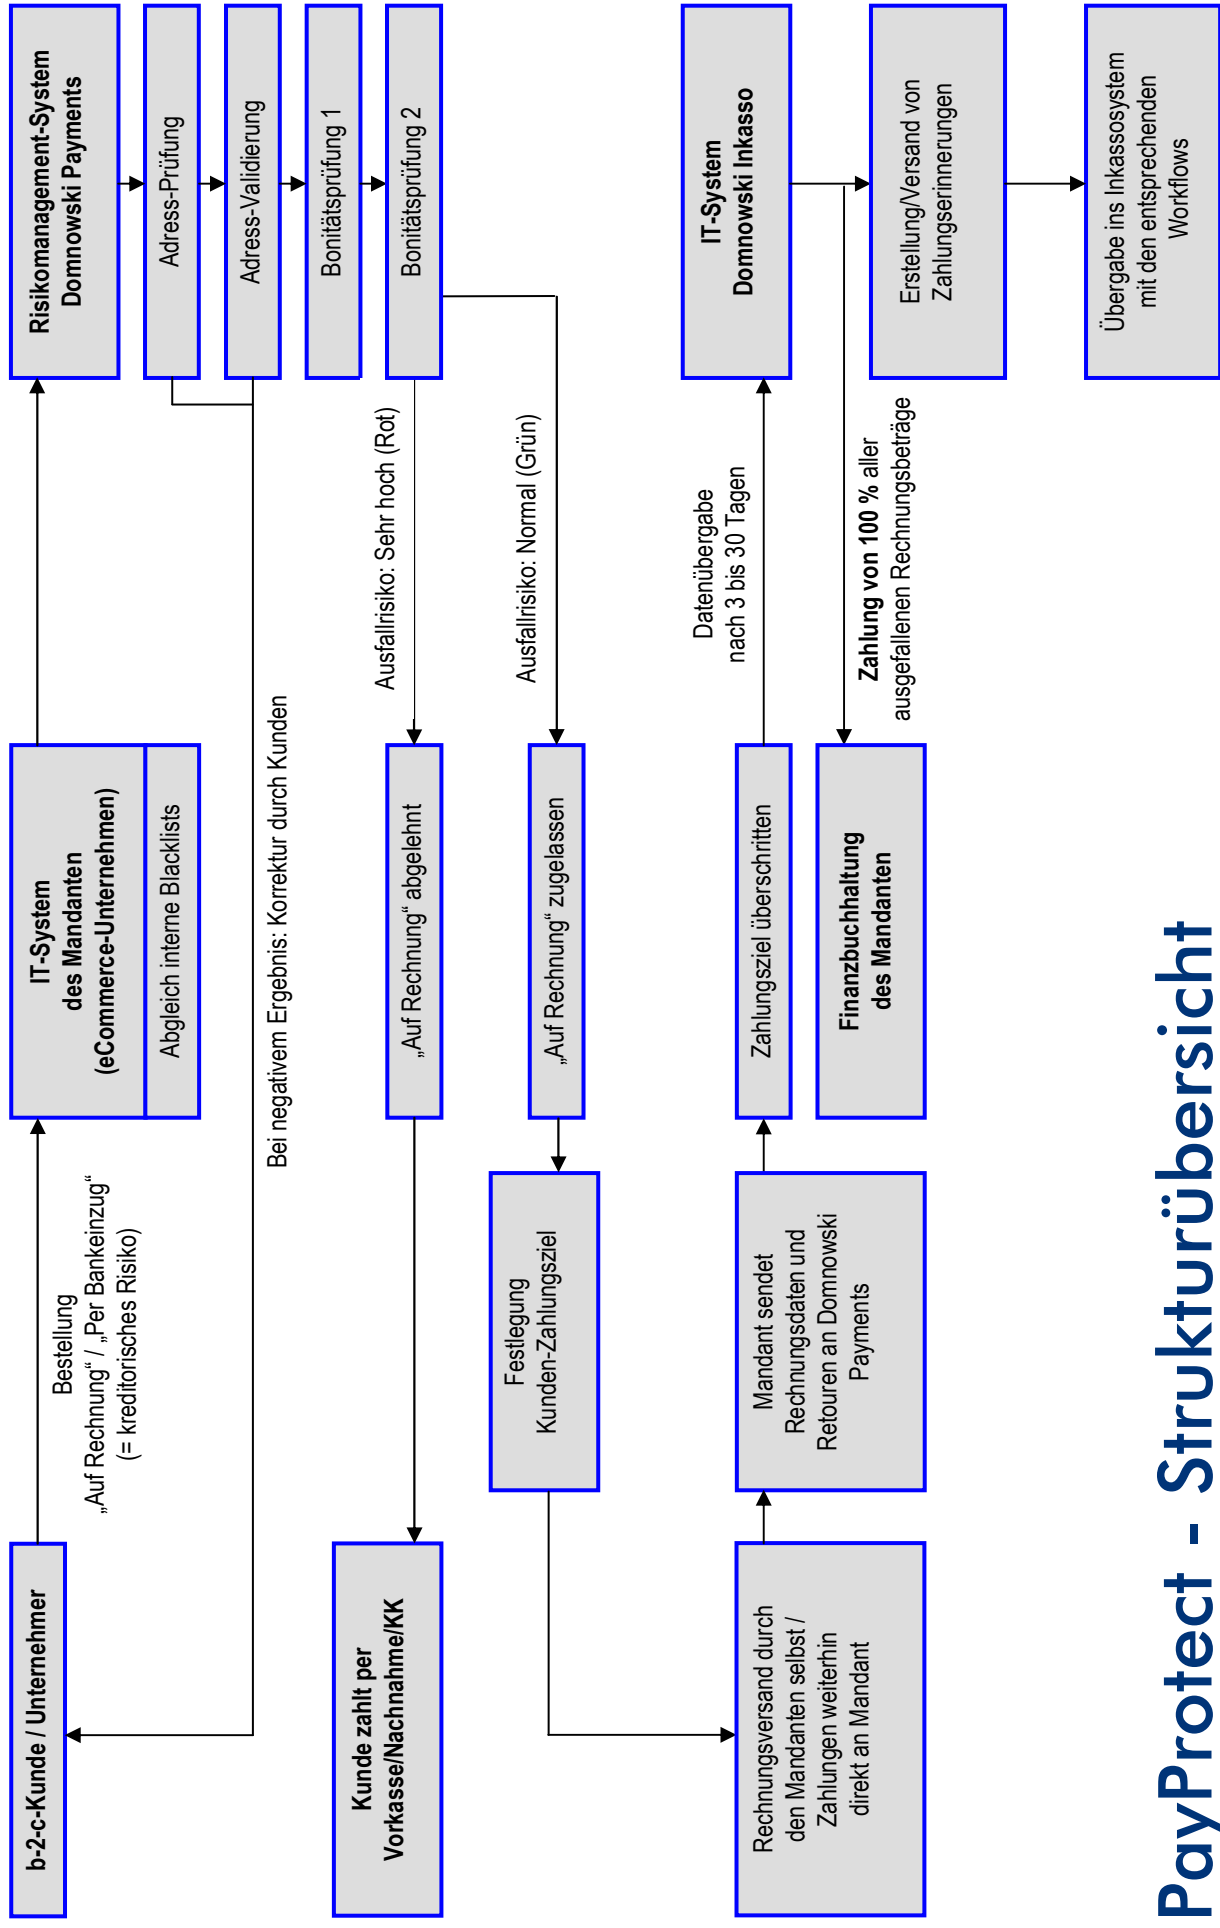 b-2-c-Kunde / Unternehmer
Bestellung
„Auf Rechnung“ / „Per Bankeinzug“
(= kreditorisches Risiko)
IT-System
des Mandanten
(eCommerce-Unternehmen)
Abgleich interne Blacklists
Risikomanagement-System
Domnowski Payments
Adress-Prüfung
Adress-Validierung
Bonitätsprüfung 1
Bonitätsprüfung 2
Bei negativem Ergebnis: Korrektur durch Kunden
Kunde zahlt per
Vorkasse/Nachnahme/KK
„Auf Rechnung“ abgelehnt
Ausfallrisiko: Sehr hoch (Rot)
Festlegung
Kunden-Zahlungsziel
„Auf Rechnung“ zugelassen
Ausfallrisiko: Normal (Grün)
Rechnungsversand durch
den Mandanten selbst /
Zahlungen weiterhin
direkt an Mandant
Mandant sendet
Rechnungsdaten und
Retouren an Domnowski
Payments
Zahlungsziel überschritten
Datenübergabe
nach 3 bis 30 Tagen
IT-System
Domnowski Inkasso
Finanzbuchhaltung
des Mandanten
Zahlung von 100 % aller
ausgefallenen Rechnungsbeträge
Erstellung/Versand von
Zahlungserinnerungen
Übergabe ins Inkassosystem
mit den entsprechenden
Workflows
PayProtect - Strukturübersicht